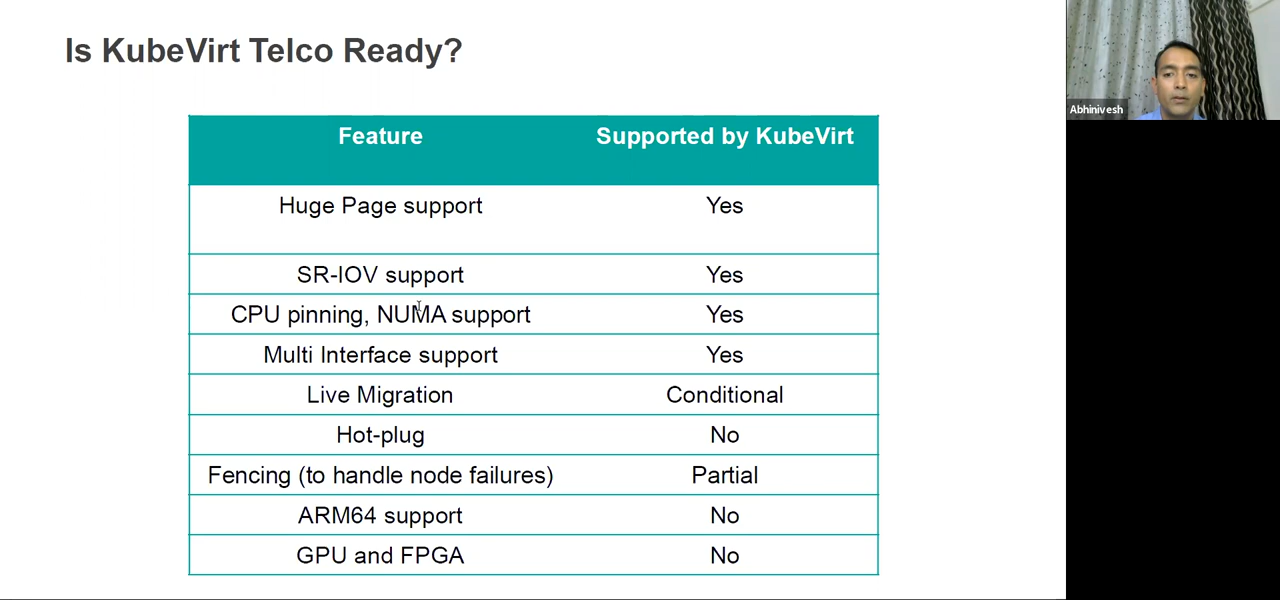 Is KubeVirt Telco Ready?
Abhinivesh
Feature Supported by KubeVirt
Huge Page support Yes
SR-IOV support Yes
CPU pinning, NUMA support Yes
Multi Interface support Yes
Live Migration Conditional
Hot-plug No
Fencing (to handle node failures) Partial
ARM64 support No
GPU and FPGA No